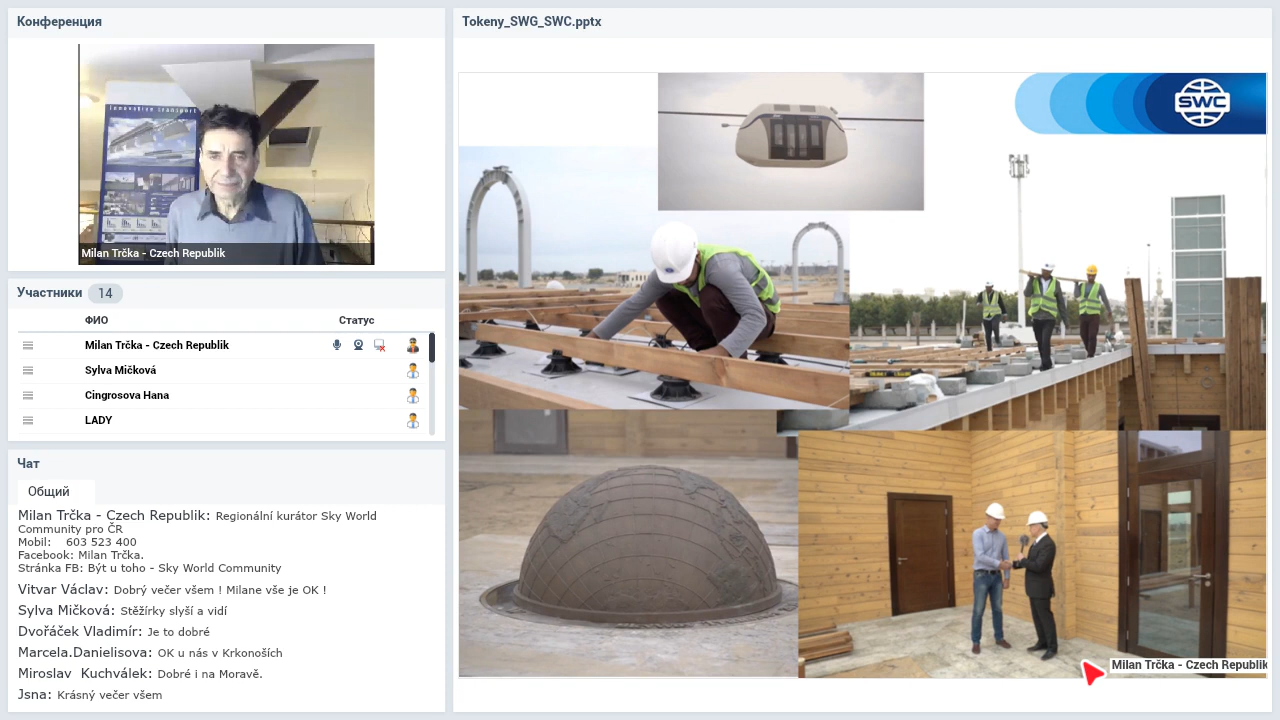 Конференция
Innovative transport
Milan Trčka - Czech Republik
Участники 14
ФИО Статус
Milan Trčka - Czech Republik
Sylva Mičková
Cingrosova Hana
LADY
Чат
Общий
Milan Trčka - Czech Republik: Regionální kurátor Sky World
Community pro ČR
Mobil: 603 523 400
Facebook: Milan Trčka.
Stránka FB: Být u toho - Sky World Community
Vitvar Václav: Dobrý večer všem ! Milane vše je OK !
Sylva Mičková: Stěžírky slyší a vidí
Dvořáček Vladimír: Je to dobré
Marcela.Danielisova: OK u nás v Krkonoších
Miroslav Kuchválek: Dobré i na Moravě.
Jsna: Krásný večer všem
Tokeny_SWG_SWC.pptx
SWC
Milan Trčka - Czech Republik